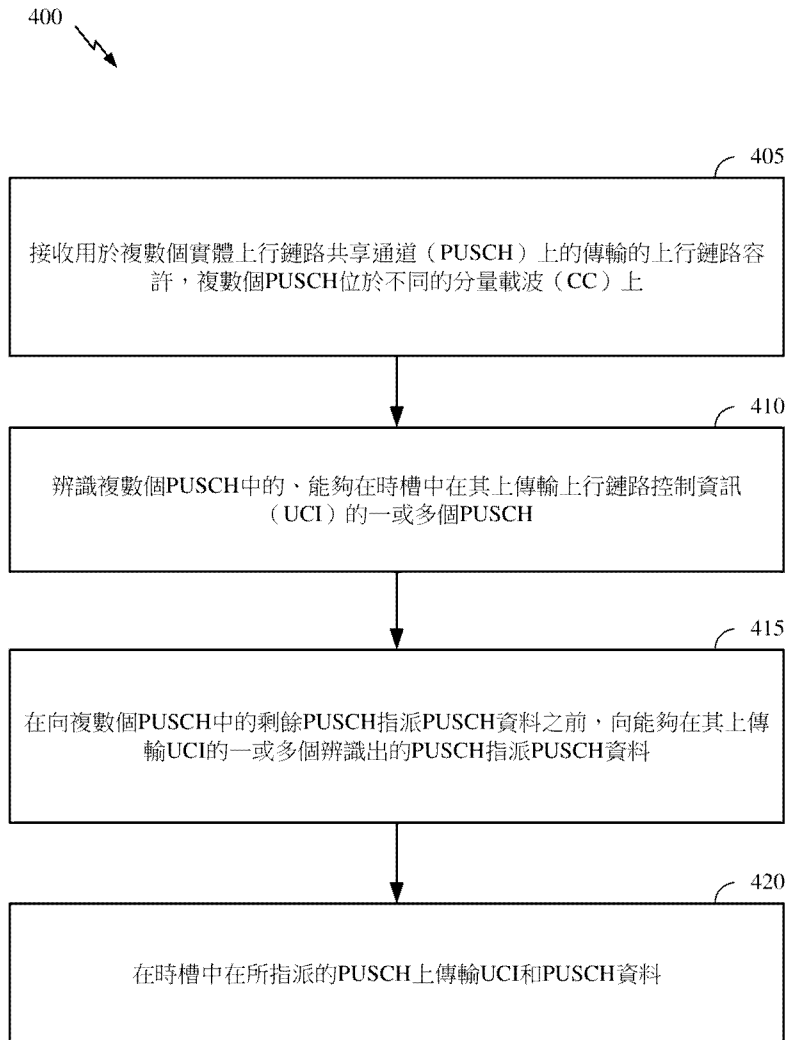 400
405
接收用於複數個實體上行鏈路共享通道（PUSCH）上的傳輸的上行鏈路容
許，複數個PUSCH位於不同的分量載波（CC）上
410
辨識複數個PUSCH中的、能夠在時槽中在其上傳輸上行鏈路控制資訊
（UCI）的一或多個PUSCH
415
在向複數個PUSCH中的剩餘PUSCH指派PUSCH資料之前，向能夠在其上傳
輸UCI的一或多個辨識出的PUSCH指派PUSCH資料
420
在時槽中在所指派的PUSCH上傳輸UCI和PUSCH資料